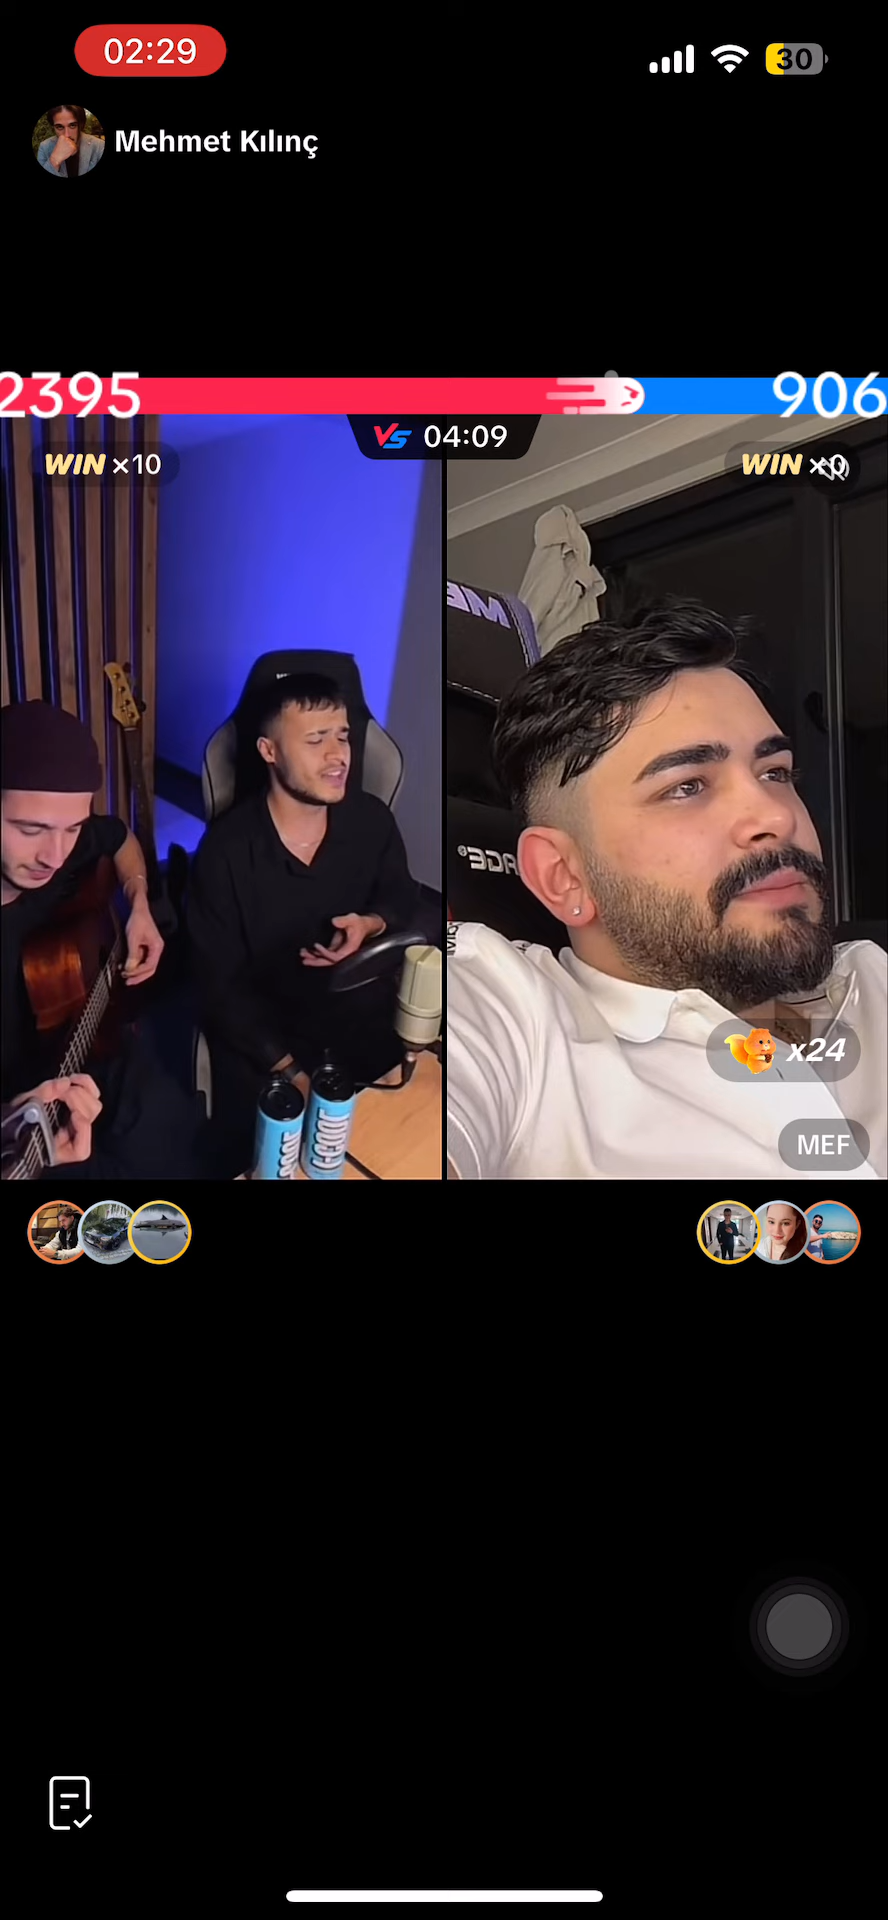 02:29
30
Mehmet Kılınç
2395
906
VS 04:09
WIN ×10
WIN ×0
x24
MEF